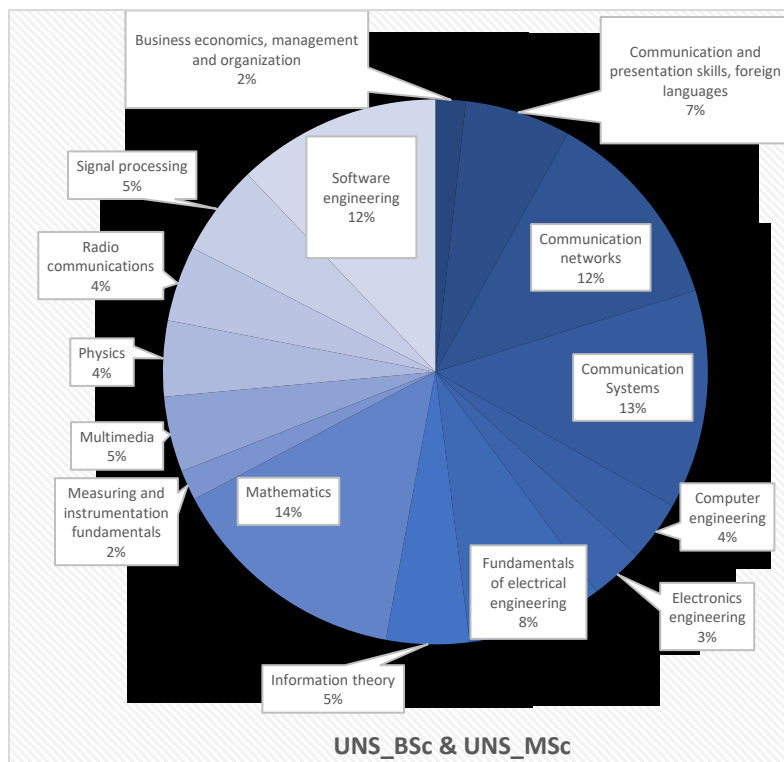 Business economics, management
and organization
2%
Communication and
presentation skills, foreign
languages
7%
Signal processing
5%
Software
engineering
12%
Communication
networks
12%
Radio
communications
4%
Physics
4%
Communication
Systems
13%
Multimedia
5%
Measuring and
instrumentation
fundamentals
2%
Mathematics
14%
Computer
engineering
4%
Fundamentals
of electrical
engineering
8%
Electronics
engineering
3%
Information theory
5%
UNS_BSc & UNS_MSc